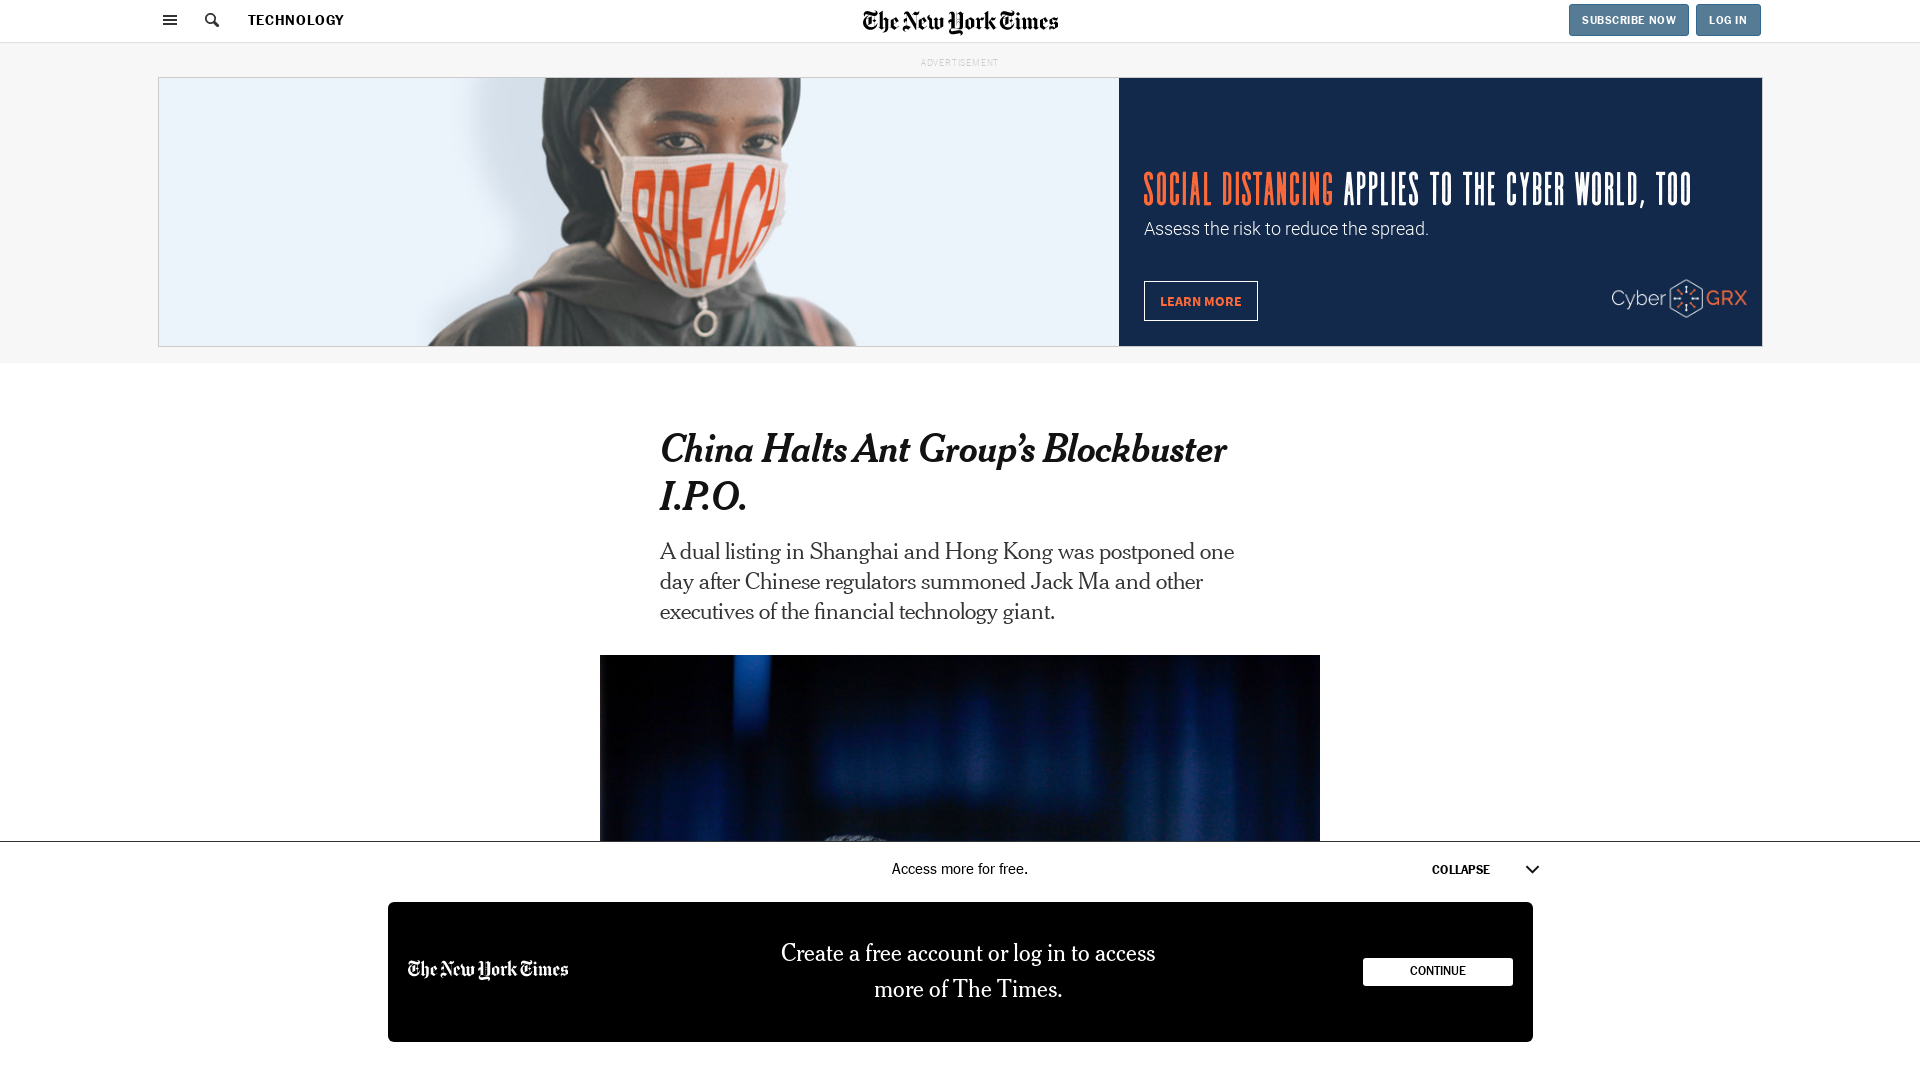 TECHNOLOGY
The New York Times
SUBSCRIBE NOW
LOG IN
ADVERTISEMENT
BREACH
SOCIAL DISTANCING APPLIES TO THE CYBER WORLD, TOO
Assess the risk to reduce the spread.
LEARN MORE
CyberGRX
China Halts Ant Group’s Blockbuster
I.P.O.
A dual listing in Shanghai and Hong Kong was postponed one
day after Chinese regulators summoned Jack Ma and other
executives of the financial technology giant.
Access more for free.
COLLAPSE
The New York Times
Create a free account or log in to access
more of The Times.
CONTINUE